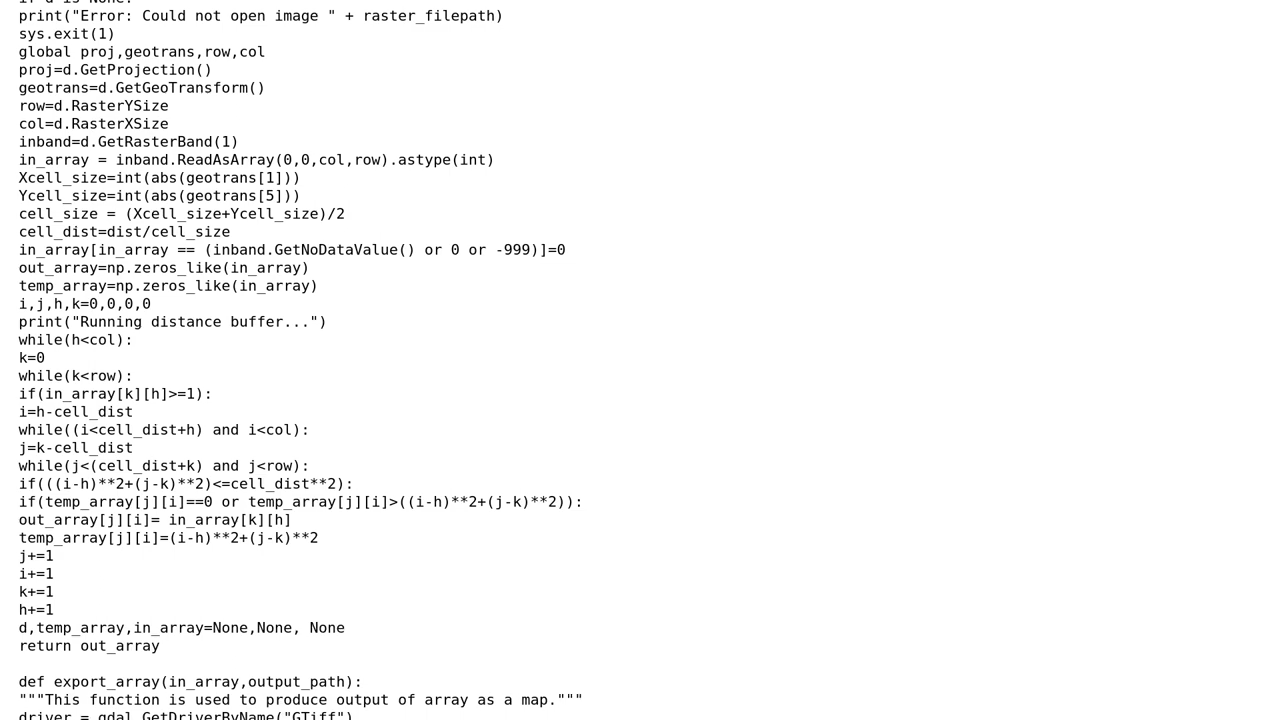 if d is None:
print("Error: Could not open image " + raster_filepath)
sys.exit(1)
global proj,geotrans,row,col
proj=d.GetProjection()
geotrans=d.GetGeoTransform()
row=d.RasterYSize
col=d.RasterXSize
inband=d.GetRasterBand(1)
in_array = inband.ReadAsArray(0,0,col,row).astype(int)
Xcell_size=int(abs(geotrans[1]))
Ycell_size=int(abs(geotrans[5]))
cell_size = (Xcell_size+Ycell_size)/2
cell_dist=dist/cell_size
in_array[in_array == (inband.GetNoDataValue() or 0 or -999)]=0
out_array=np.zeros_like(in_array)
temp_array=np.zeros_like(in_array)
i,j,h,k=0,0,0,0
print("Running distance buffer...")
while(h<col):
k=0
while(k<row):
if(in_array[k][h]>=1):
i=h-cell_dist
while((i<cell_dist+h) and i<col):
j=k-cell_dist
while(j<(cell_dist+k) and j<row):
if(((i-h)**2+(j-k)**2)<=cell_dist**2):
if(temp_array[j][i]==0 or temp_array[j][i]>((i-h)**2+(j-k)**2)):
out_array[j][i]= in_array[k][h]
temp_array[j][i]=(i-h)**2+(j-k)**2
j+=1
i+=1
k+=1
h+=1
d,temp_array,in_array=None,None, None
return out_array
def export_array(in_array,output_path):
"""This function is used to produce output of array as a map."""
driver = gdal.GetDriverByName("GTiff")